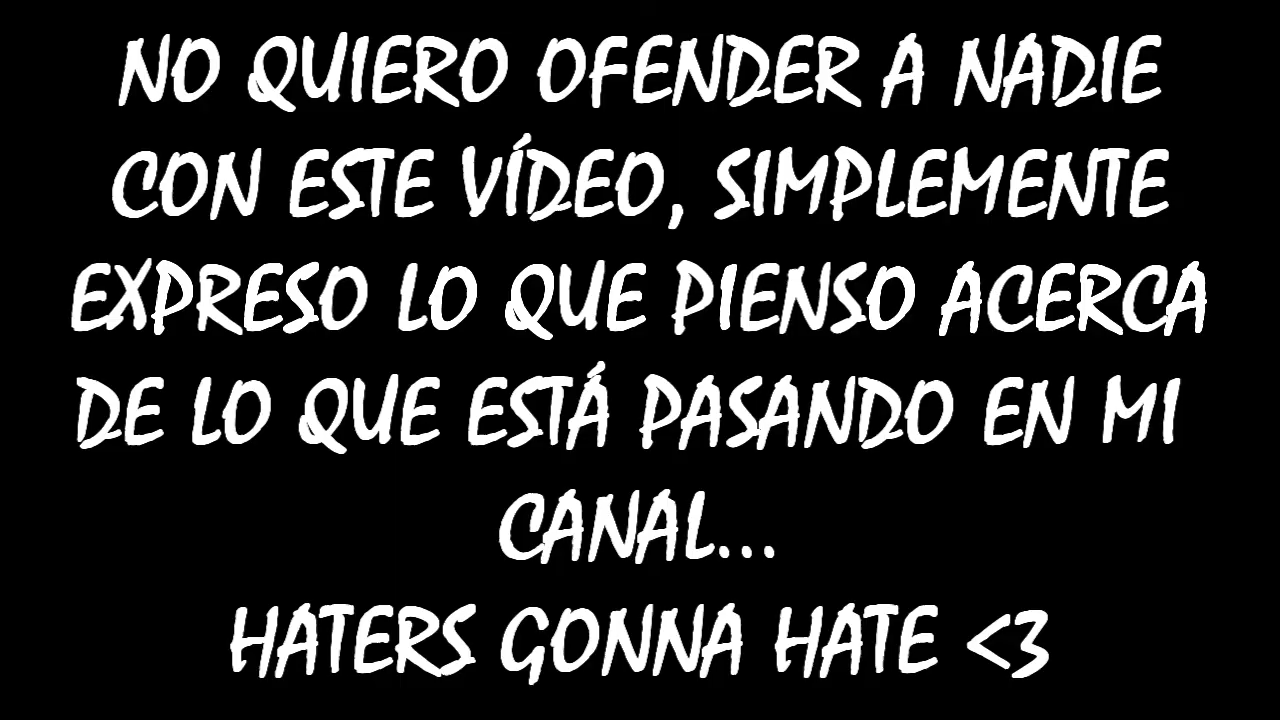 NO QUIERO OFENDER A NADIE
CON ESTE VÍDEO, SIMPLEMENTE
EXPRESO LO QUE PIENSO ACERCA
DE LO QUE ESTÁ PASANDO EN MI
CANAL...
HATERS GONNA HATE <3